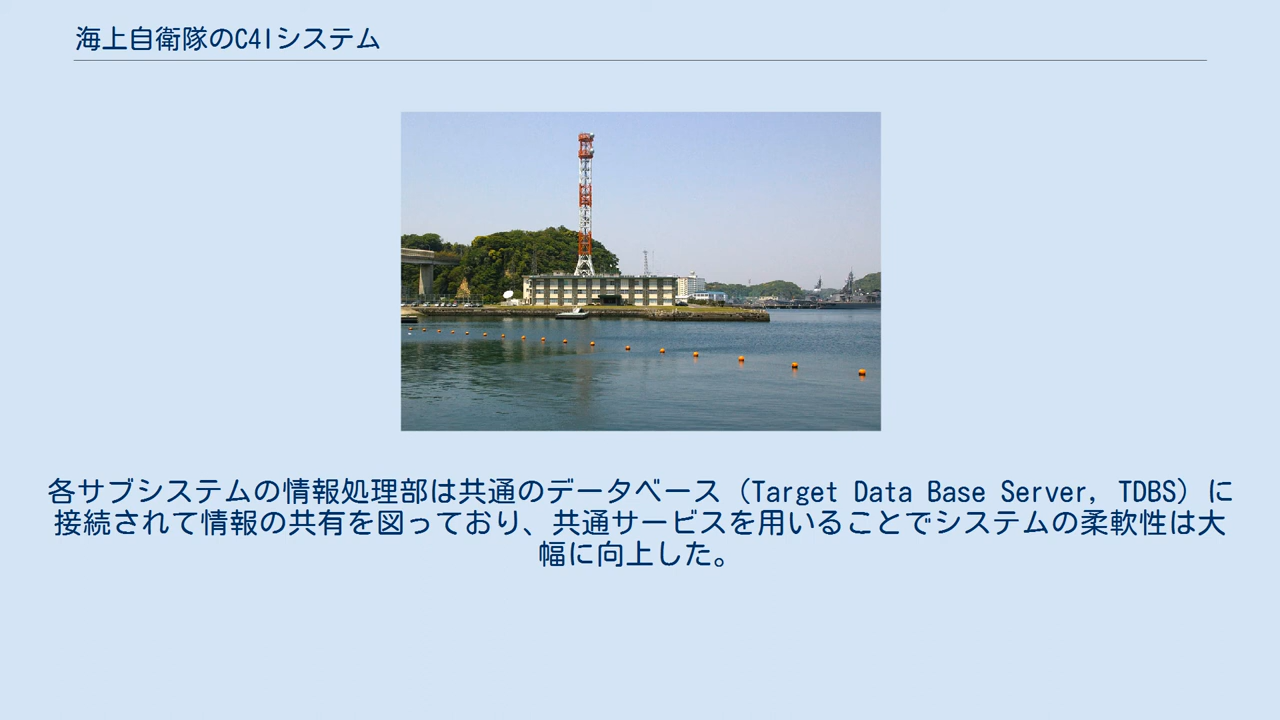 海上自衛隊のC4Iシステム
各サブシステムの情報処理部は共通のデータベース（Target Data Base Server, TDBS）に
接続されて情報の共有を図っており、共通サービスを用いることでシステムの柔軟性は大
幅に向上した。